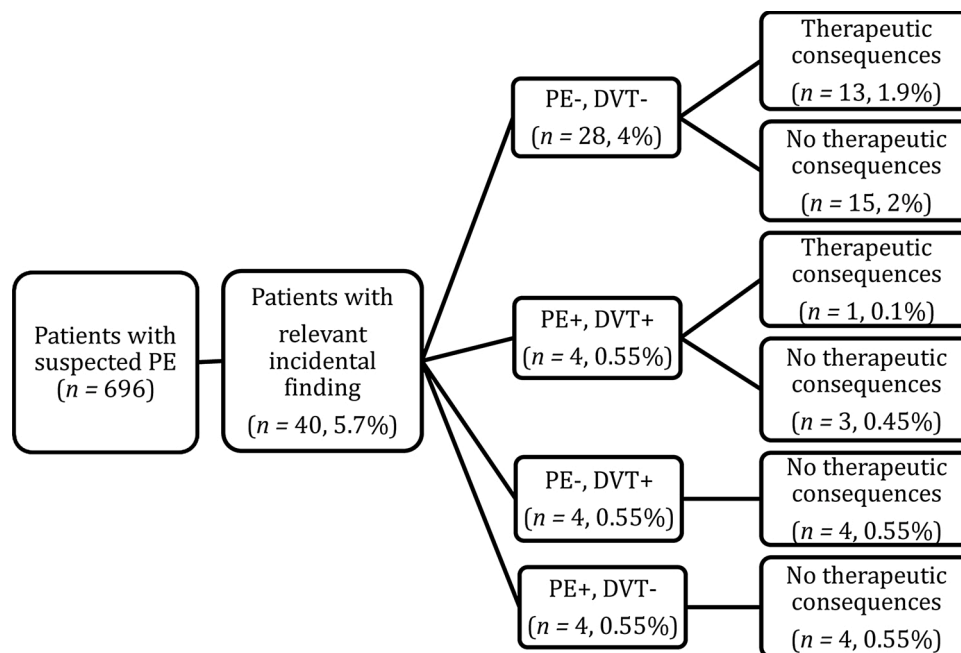 Patients with
suspected PE
(n = 696)
Patients with
relevant
incidental
finding
(n = 40, 5.7%)
PE-, DVT-
(n = 28, 4%)
Therapeutic
consequences
(n = 13, 1.9%)
No therapeutic
consequences
(n = 15, 2%)
PE+, DVT+
(n = 4, 0.55%)
Therapeutic
consequences
(n = 1, 0.1%)
No therapeutic
consequences
(n = 3, 0.45%)
PE-, DVT+
(n = 4, 0.55%)
No therapeutic
consequences
(n = 4, 0.55%)
PE+, DVT-
(n = 4, 0.55%)
No therapeutic
consequences
(n = 4, 0.55%)